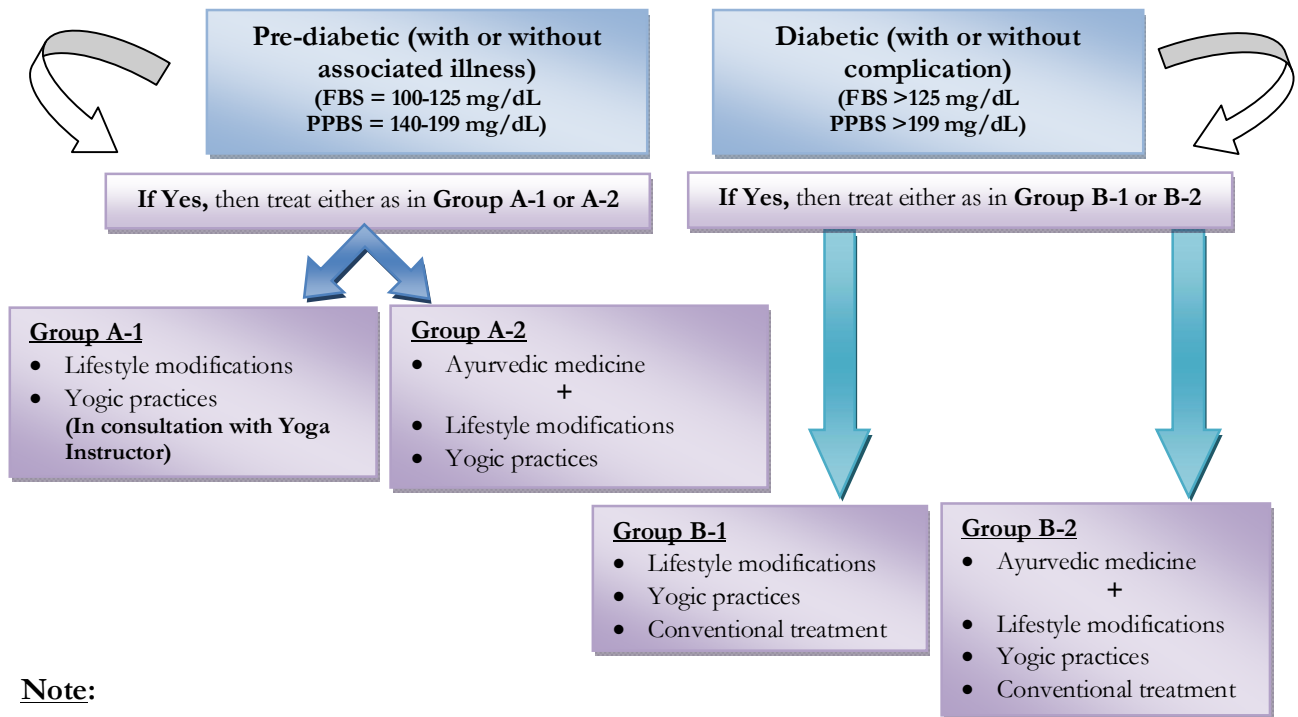 Pre-diabetic (with or without
associated illness)
(FBS = 100-125 mg/dL
PPBS = 140-199 mg/dL)
Diabetic (with or without
complication)
(FBS >125 mg/dL
PPBS >199 mg/dL)
If Yes, then treat either as in Group A-1 or A-2
If Yes, then treat either as in Group B-1 or B-2
Group A-1
• Lifestyle modifications
• Yogic practices
(In consultation with Yoga
Instructor)
Group A-2
• Ayurvedic medicine
+
• Lifestyle modifications
• Yogic practices
Group B-1
• Lifestyle modifications
• Yogic practices
• Conventional treatment
Group B-2
• Ayurvedic medicine
+
• Lifestyle modifications
• Yogic practices
• Conventional treatment
Note: